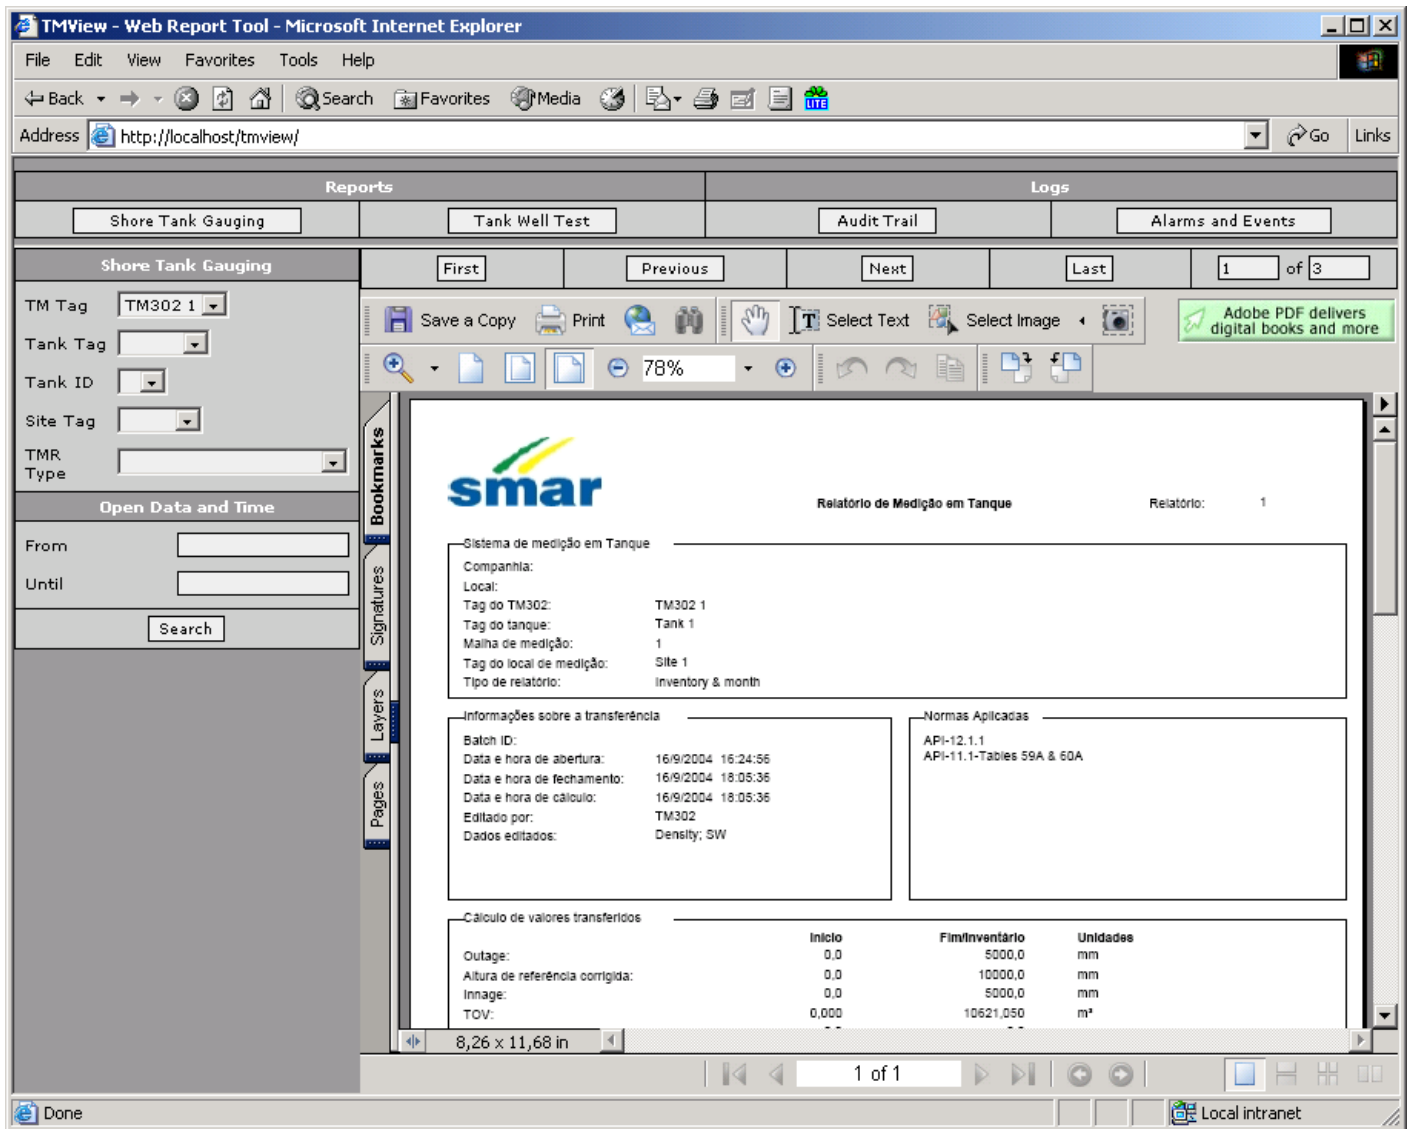 TMView - Web Report Tool - Microsoft Internet Explorer
File Edit View Favorites Tools Help
Back Search Favorites Media LITE
Address http://localhost/tmview/ Go Links
Reports Logs
Shore Tank Gauging Tank Well Test Audit Trail Alarms and Events
Shore Tank Gauging First Previous Next Last 1 of 3
TM Tag TM302 1
Tank Tag
Tank ID
Site Tag
TMR Type
Open Data and Time
From
Until
Search
Save a Copy Print Select Text Select Image
Adobe PDF delivers
digital books and more
78%
Bookmarks
Signatures
Layers
Pages
smar
Relatório de Medição em Tanque Relatório: 1
Sistema de medição em Tanque
Companhia:
Local:
Tag do TM302: TM302 1
Tag do tanque: Tank 1
Malha de medição: 1
Tag do local de medição: Site 1
Tipo de relatório: Inventory & month
Informações sobre a transferência
Batch ID:
Data e hora de abertura: 16/9/2004 16:24:56
Data e hora de fechamento: 16/9/2004 18:05:36
Data e hora de cálculo: 16/9/2004 18:05:36
Editado por: TM302
Dados editados: Density; SW
Normas Aplicadas
API-12.1.1
API-11.1-Tables 59A & 60A
Cálculo de valores transferidos
Início Fim/Inventário Unidades
Outage: 0,0 5000,0 mm
Altura de referência corrigida: 0,0 10000,0 mm
Innage: 0,0 5000,0 mm
TOV: 0,000 10621,050 m³
8,26 x 11,68 in
1 of 1
Done Local intranet